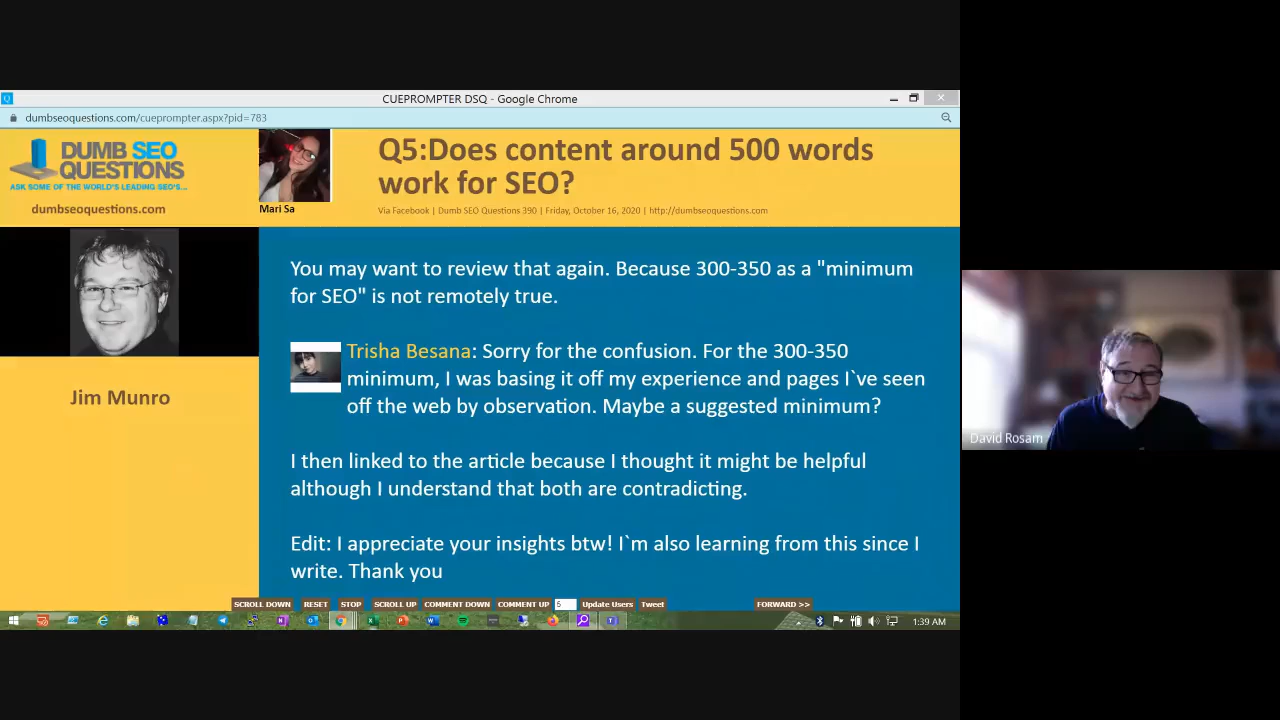 CUEPROMPTER DSQ - Google Chrome
dumbseoquestions.com/cueprompter.aspx?pid=783
DUMB SEO
QUESTIONS
ASK SOME OF THE WORLD'S LEADING SEO'S...
dumbseoquestions.com
Mari Sa
Q5:Does content around 500 words
work for SEO?
Via Facebook | Dumb SEO Questions 390 | Friday, October 16, 2020 | http://dumbseoquestions.com
Jim Munro
You may want to review that again. Because 300-350 as a "minimum
for SEO" is not remotely true.
Trisha Besana: Sorry for the confusion. For the 300-350
minimum, I was basing it off my experience and pages I`ve seen
off the web by observation. Maybe a suggested minimum?
I then linked to the article because I thought it might be helpful
although I understand that both are contradicting.
Edit: I appreciate your insights btw! I`m also learning from this since I
write. Thank you
David Rosam
SCROLL DOWN RESET STOP SCROLL UP COMMENT DOWN COMMENT UP 5 Update Users Tweet FORWARD >>
1:39 AM